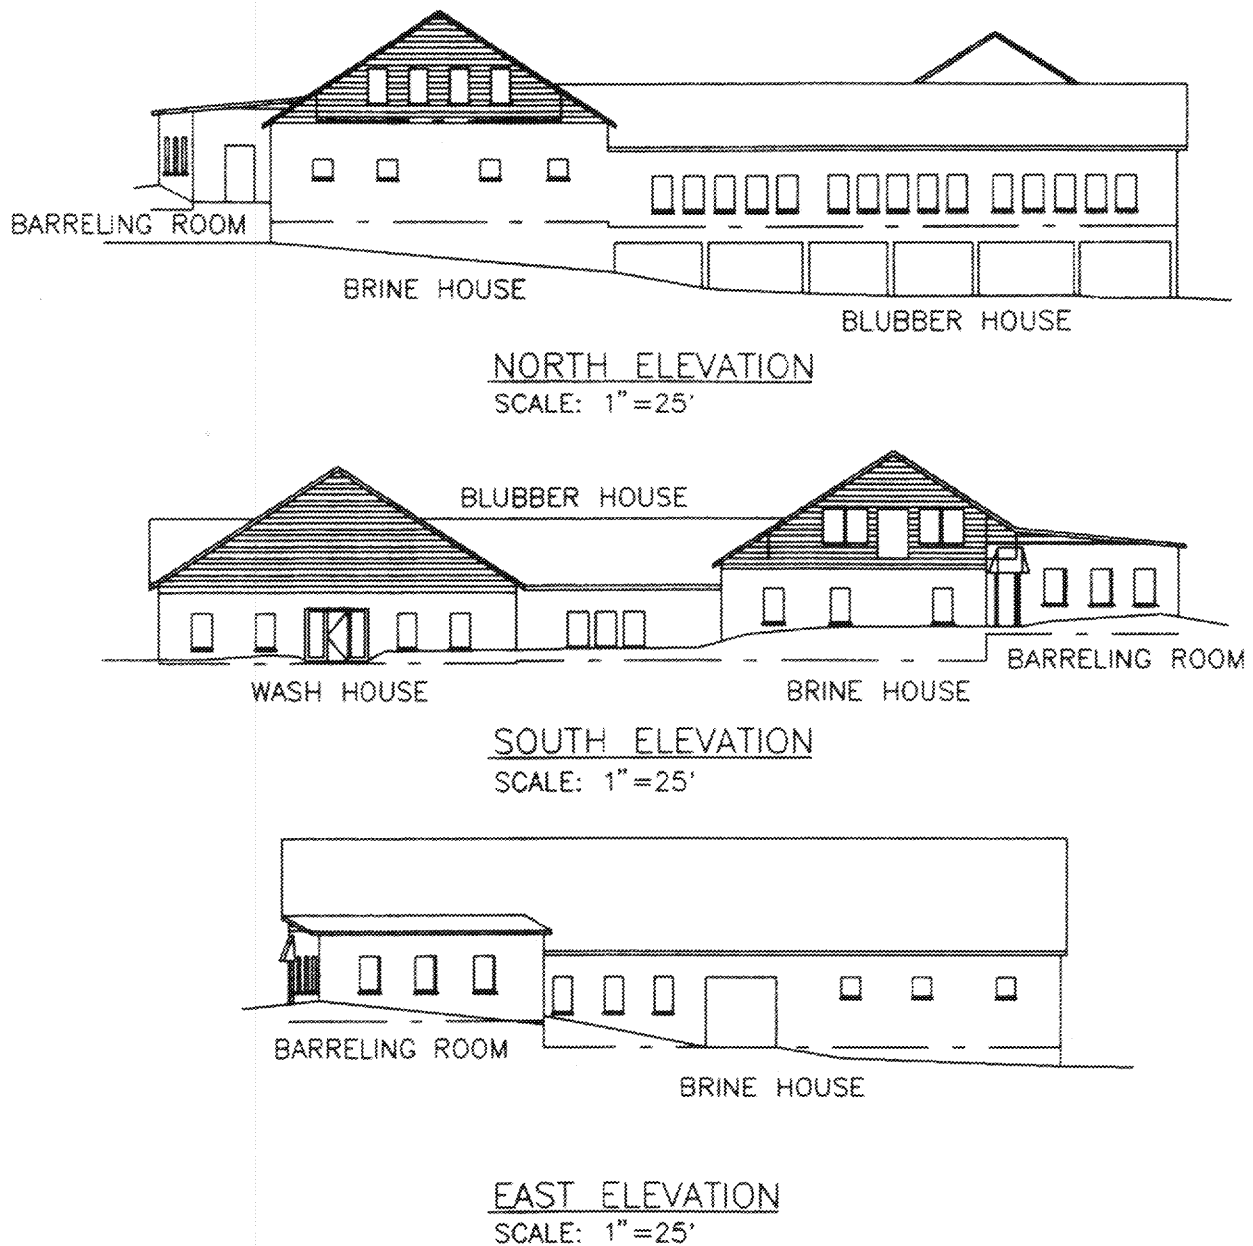 BARRELING ROOM
BRINE HOUSE
BLUBBER HOUSE
NORTH ELEVATION
SCALE: 1"=25'
BLUBBER HOUSE
BARRELING ROOM
WASH HOUSE
BRINE HOUSE
SOUTH ELEVATION
SCALE: 1"=25'
BARRELING ROOM
BRINE HOUSE
EAST ELEVATION
SCALE: 1"=25'